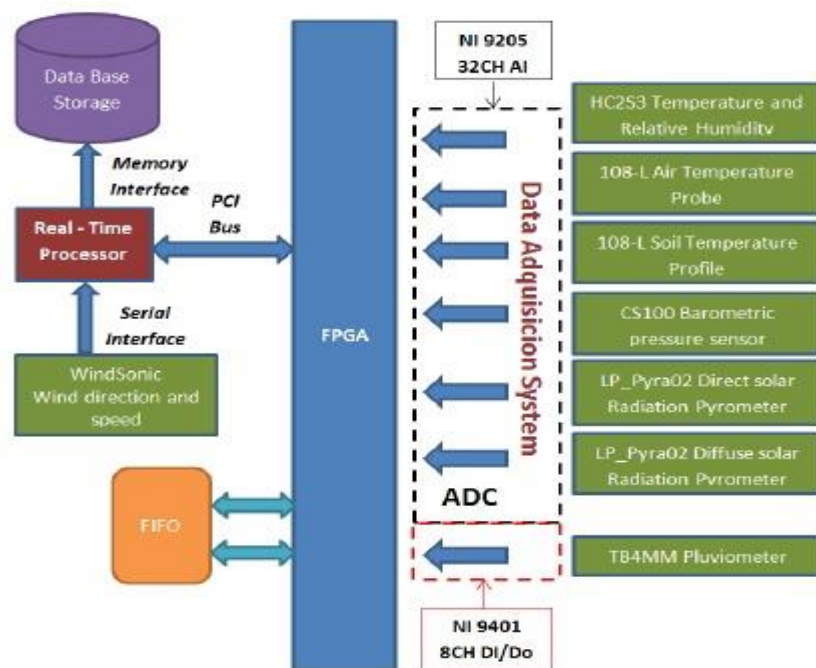 Data Base
Storage
Memory
Interface
PCI
Bus
Real - Time
Processor
Serial
Interface
WindSonic
Wind direction and
speed
FIFO
FPGA
NI 9205
32CH AI
Data Adquisicion System
ADC
NI 9401
8CH DI/Do
HC2S3 Temperature and
Relative Humidity
108-L Air Temperature
Probe
108-L Soil Temperature
Profile
CS100 Barometric
pressure sensor
LP_Pyra02 Direct solar
Radiation Pyrometer
LP_Pyra02 Diffuse solar
Radiation Pyrometer
TB4MM Pluviometer